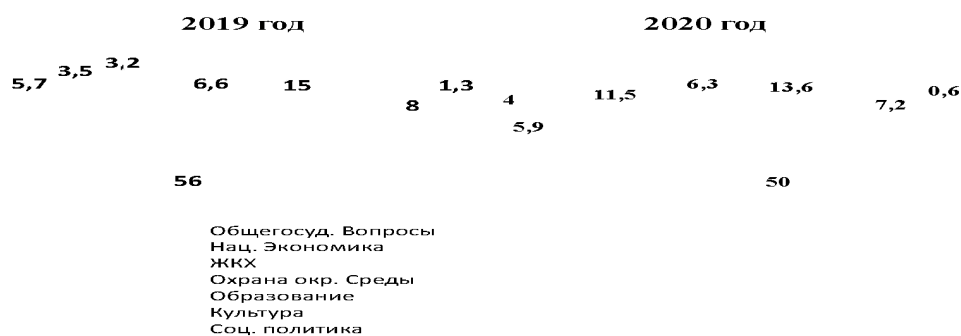 2019 год 2020 год
5,7 3,5 3,2 6,6 15 8 1,3 4 5,9 11,5 6,3 13,6 7,2 0,6
56 50
Общегосуд. Вопросы
Нац. Экономика
ЖКХ
Охрана окр. Среды
Образование
Культура
Соц. политика